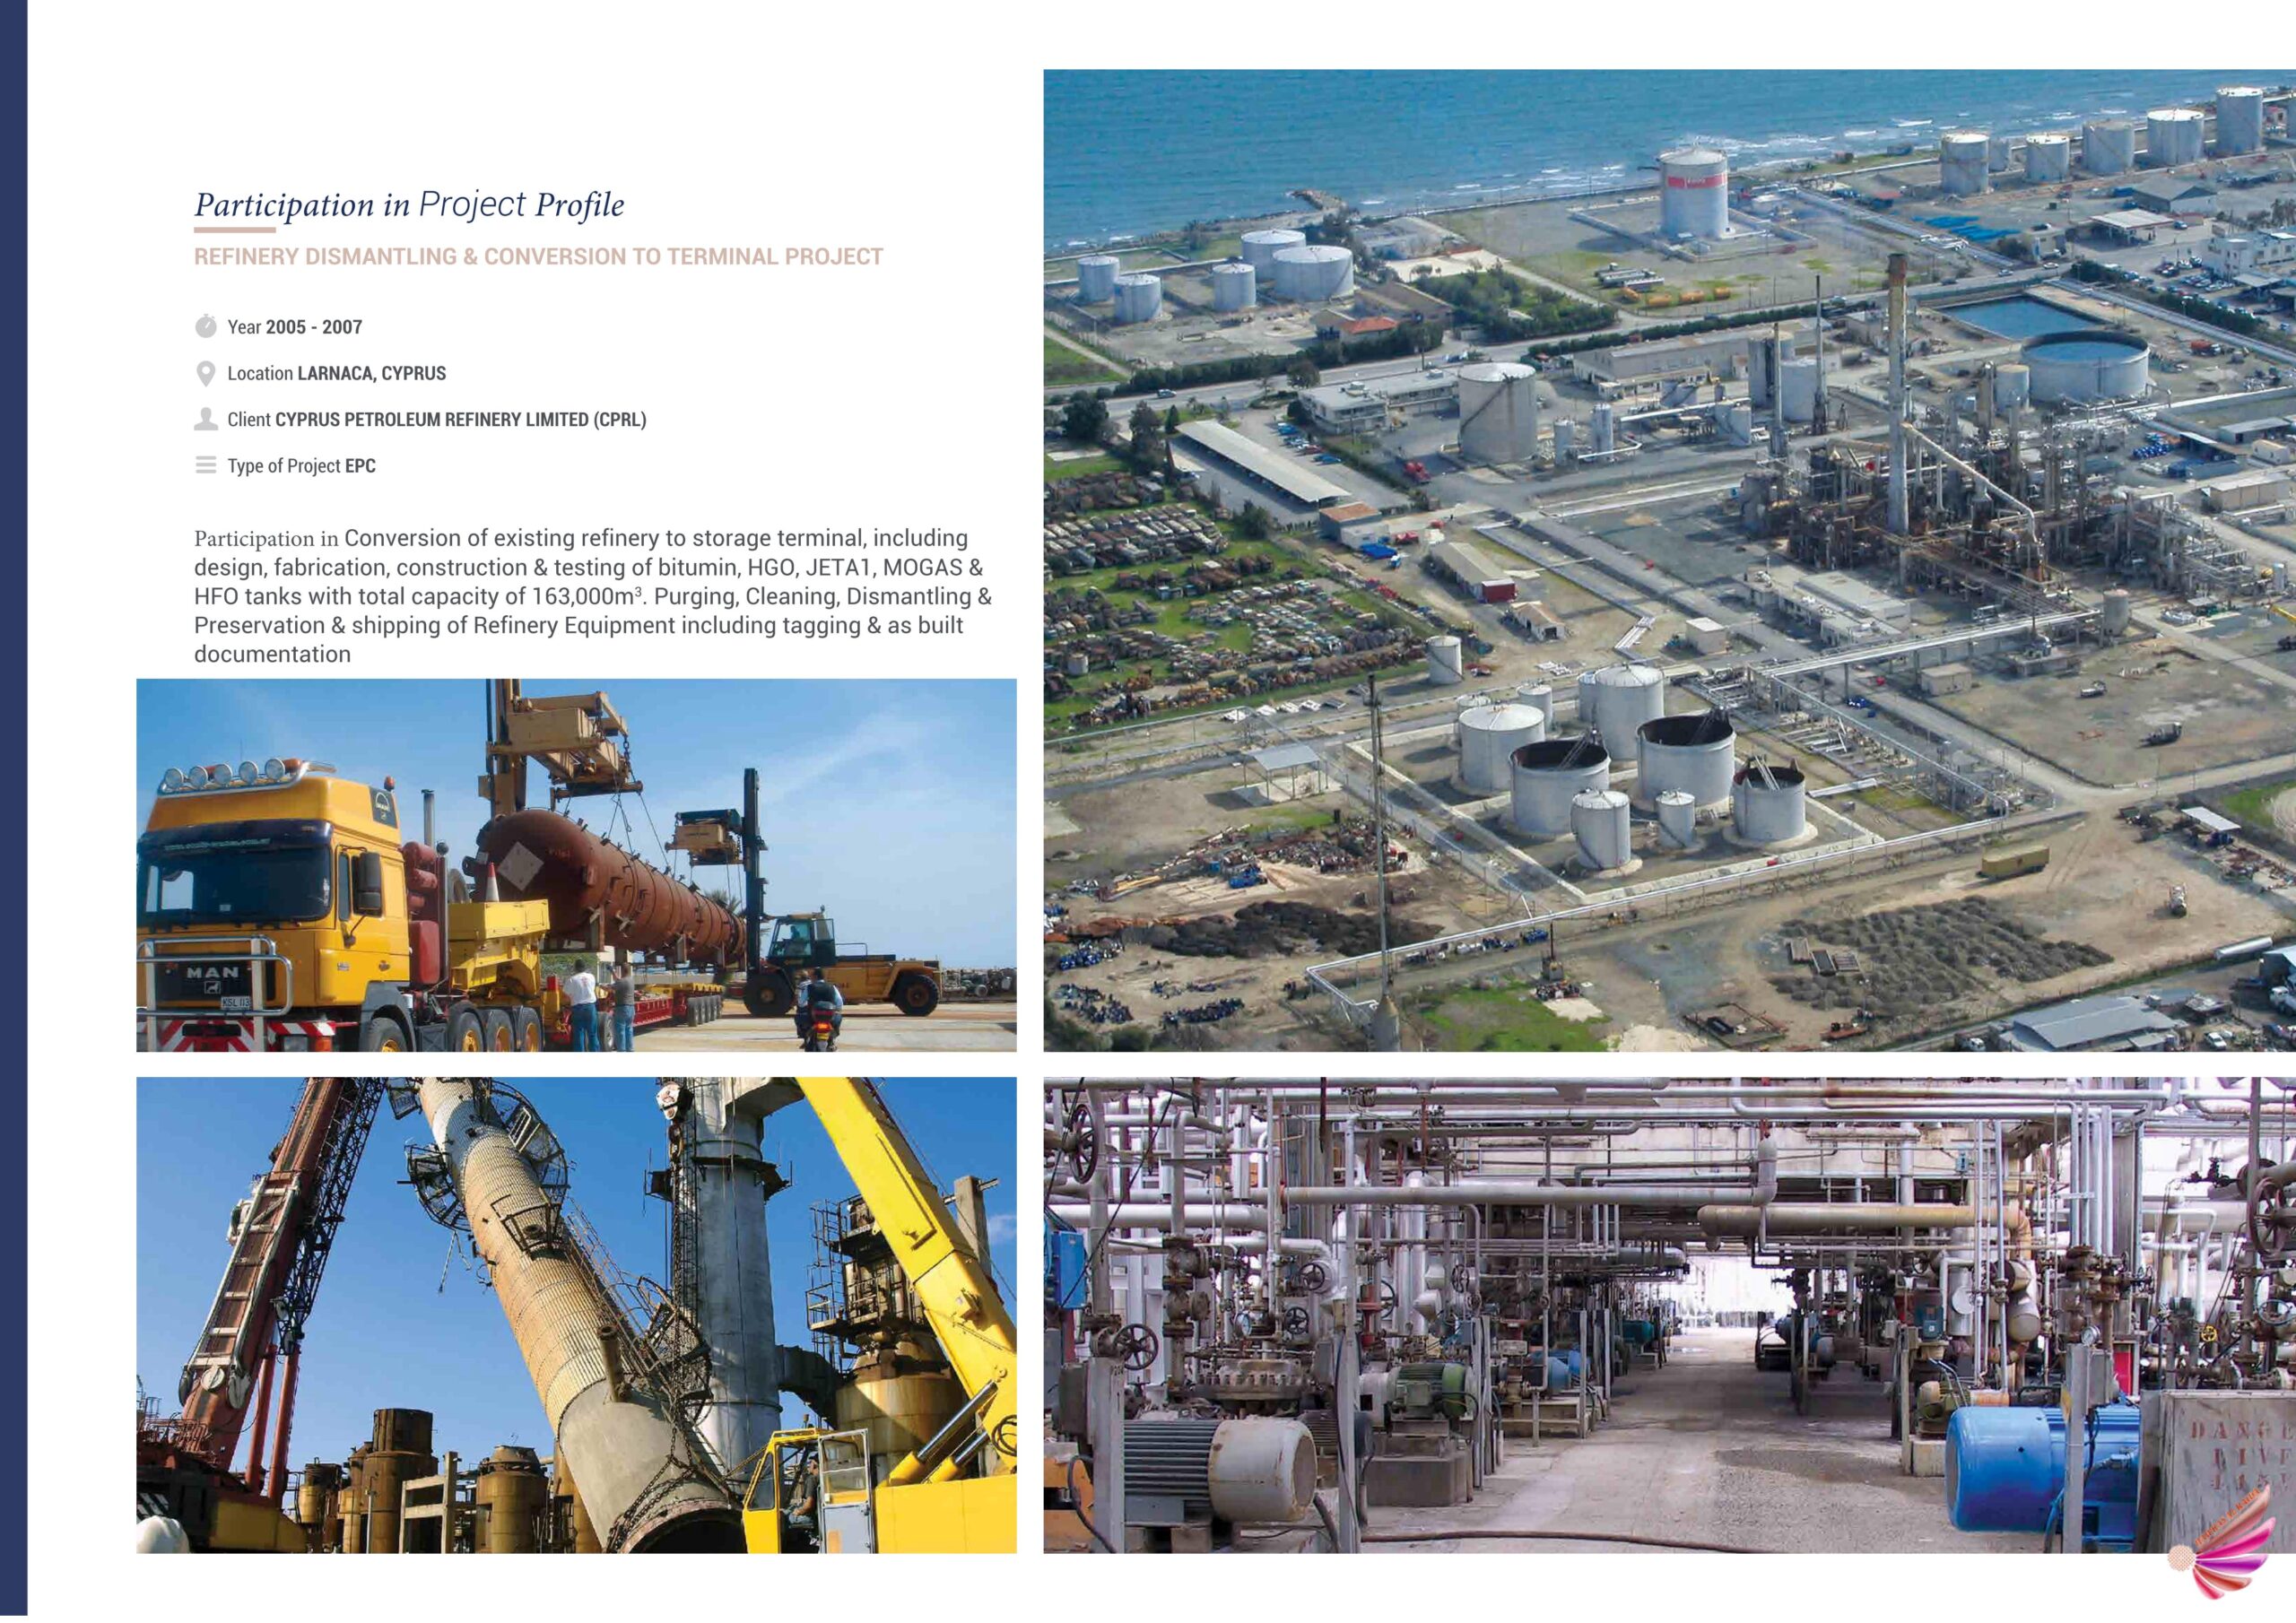 Participation in Project Profile
REFINERY DISMANTLING & CONVERSION TO TERMINAL PROJECT
Year 2005 - 2007
Location LARNACA, CYPRUS
Client CYPRUS PETROLEUM REFINERY LIMITED (CPRL)
Type of Project EPC
Participation in Conversion of existing refinery to storage terminal, including
design, fabrication, construction & testing of bitumin, HGO, JETA1, MOGAS &
HFO tanks with total capacity of 163,000m³. Purging, Cleaning, Dismantling &
Preservation & shipping of Refinery Equipment including tagging & as built
documentation
MAN
KSL 113